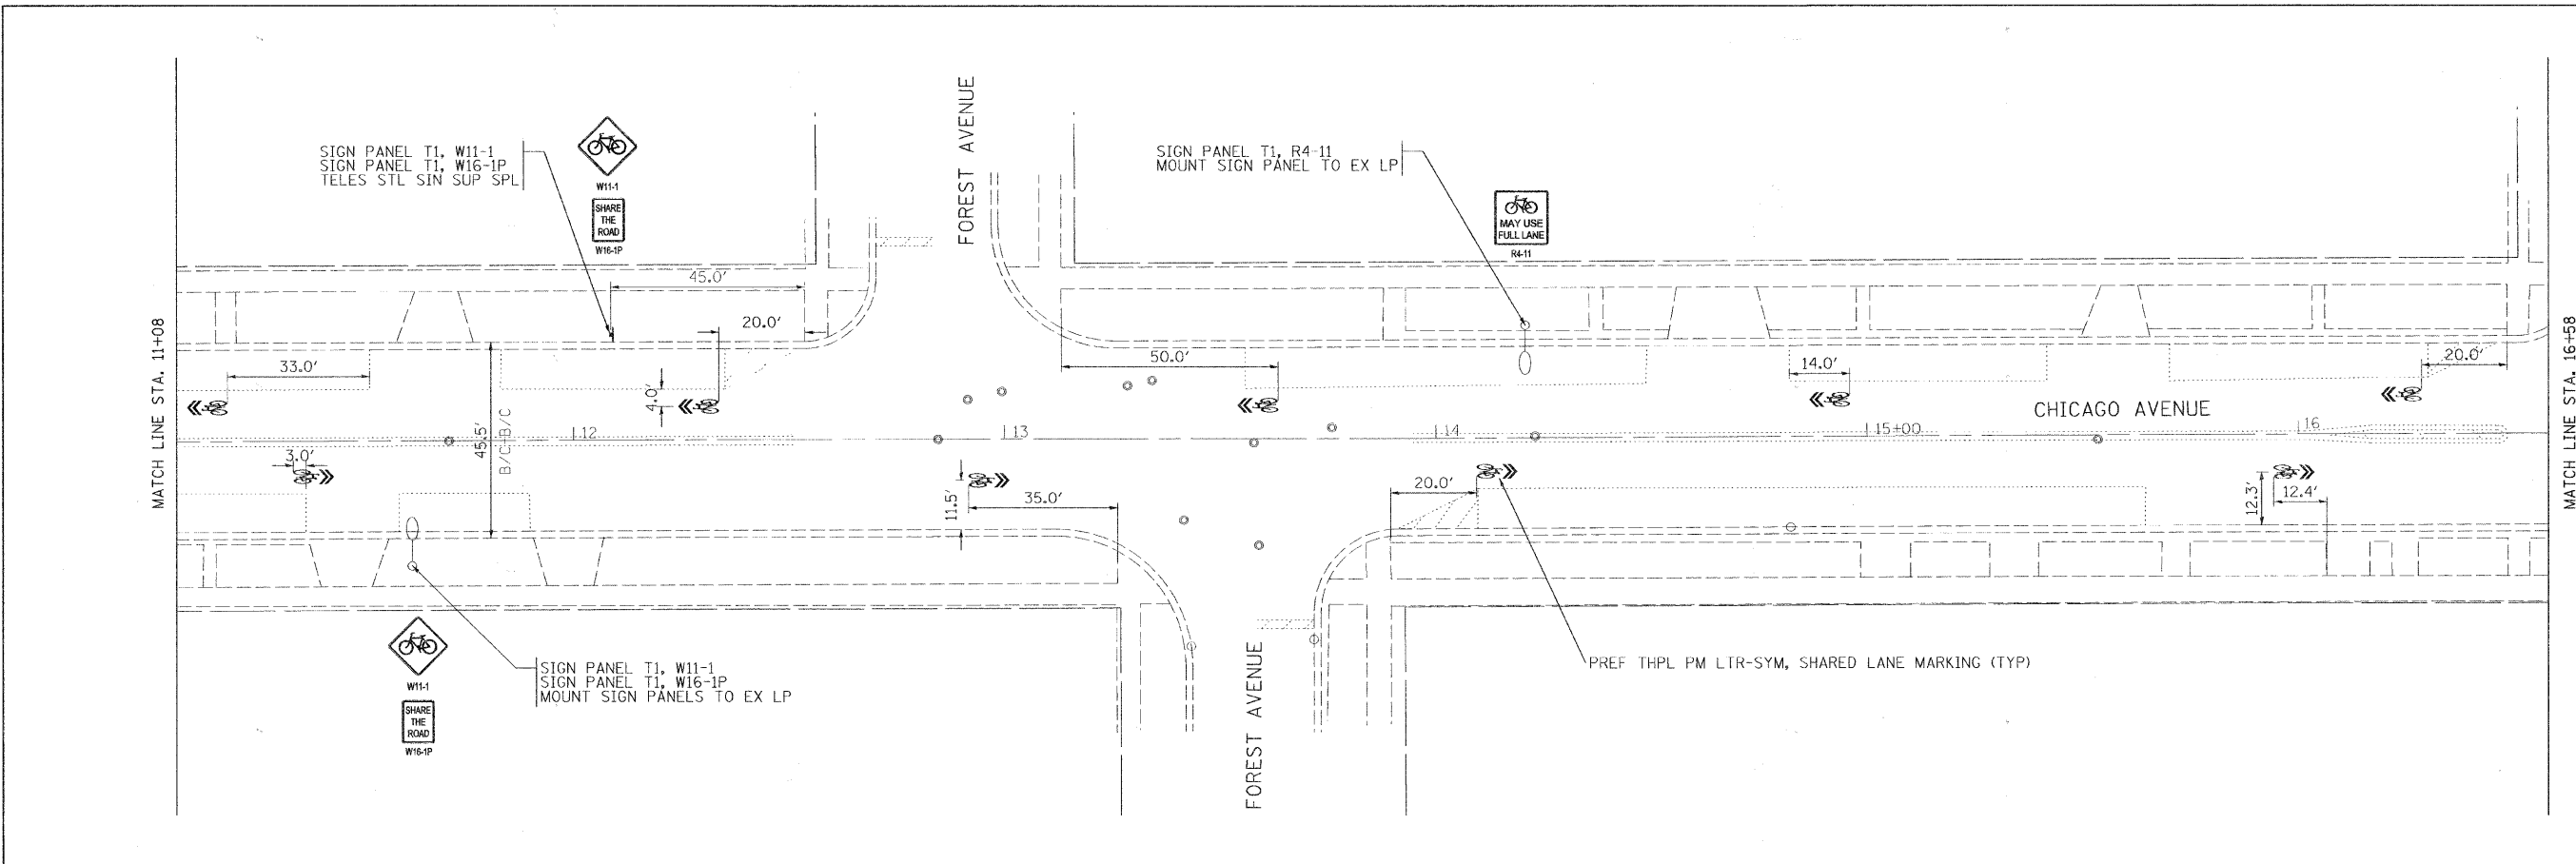 FOREST AVENUE
SIGN PANEL T1, W11-1
SIGN PANEL T1, W16-1P
TELES STL SIN SUP SPL
W11-1
SHARE
THE
ROAD
W16-1P
SIGN PANEL T1, R4-11
MOUNT SIGN PANEL TO EX LP
MAY USE
FULL LANE
R4-11
45.0'
20.0'
MATCH LINE STA. 11+08
33.0'
4.0'
50.0'
14.0'
20.0'
MATCH LINE STA. 16+58
CHICAGO AVENUE
45.5'
B/C-B/C
12
13
14
15+00
16
3.0'
11.5'
35.0'
20.0'
12.3'
12.4'
W11-1
SHARE
THE
ROAD
W16-1P
SIGN PANEL T1, W11-1
SIGN PANEL T1, W16-1P
MOUNT SIGN PANELS TO EX LP
FOREST AVENUE
PREF THPL PM LTR-SYM, SHARED LANE MARKING (TYP)